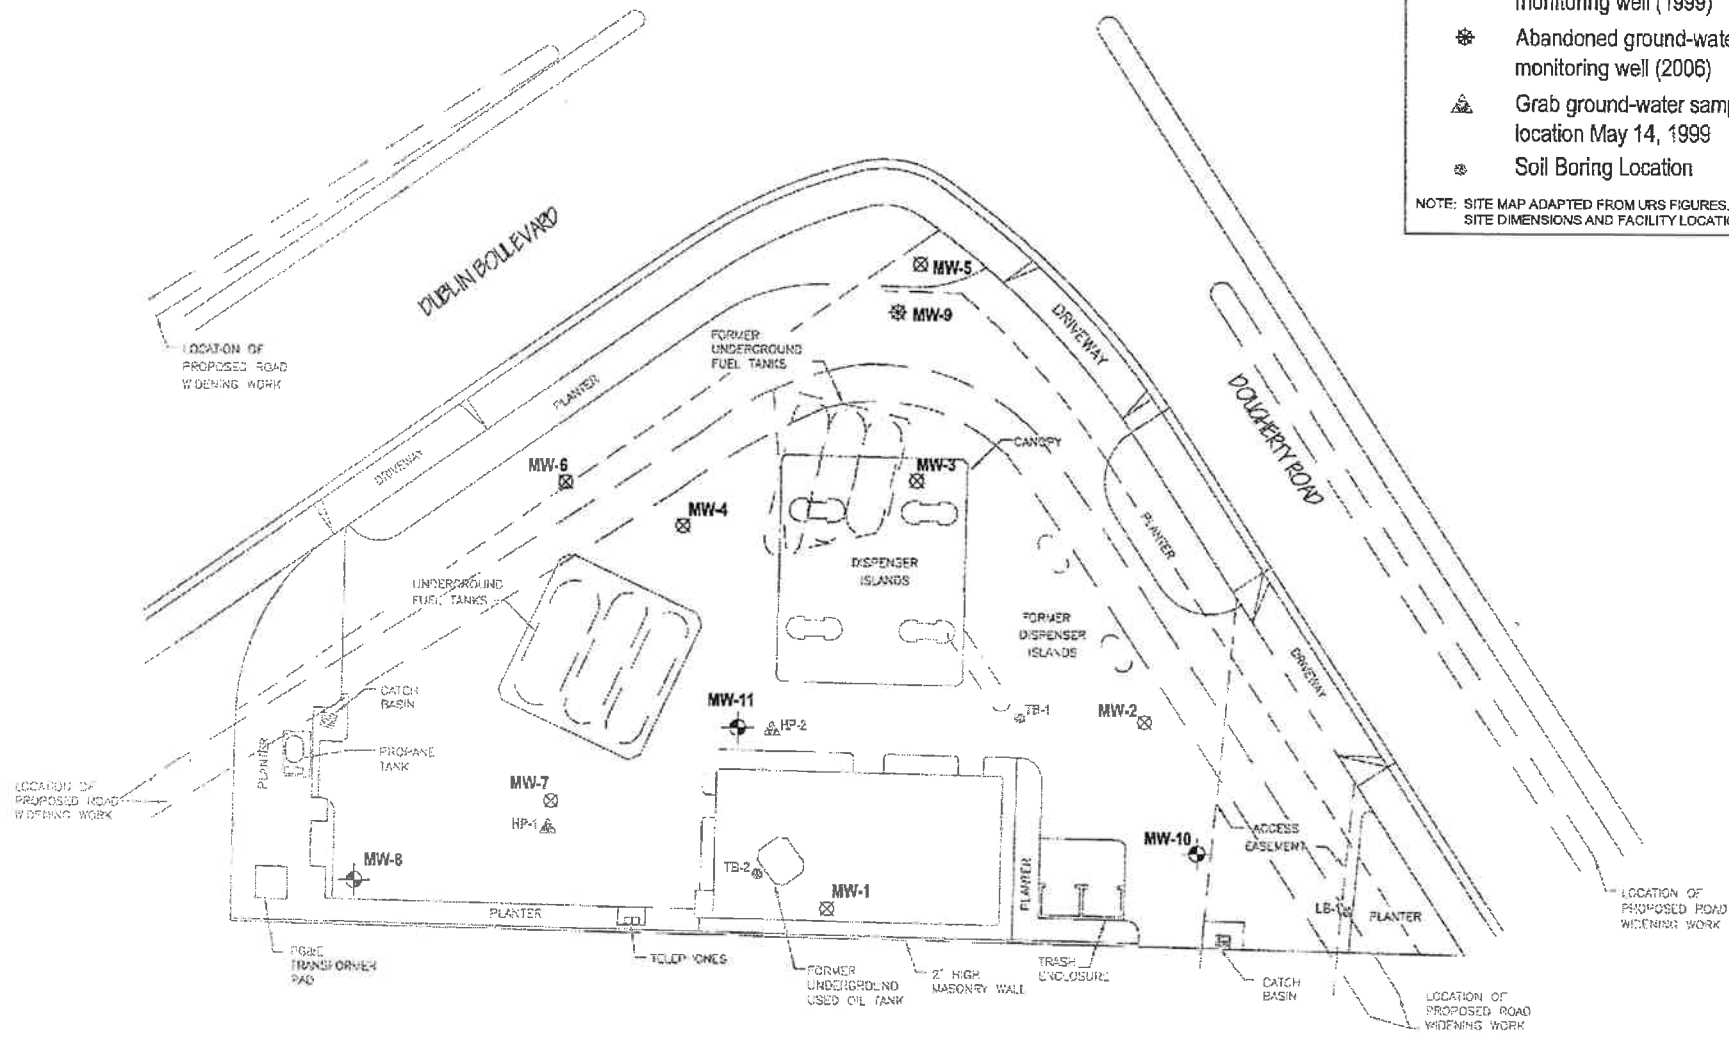 monitoring well (1999)
Abandoned ground-wate
monitoring well (2006)
Grab ground-water samp
location May 14, 1999
Soil Boring Location
NOTE: SITE MAP ADAPTED FROM URS FIGURES.
SITE DIMENSIONS AND FACILITY LOCATIO
DUBLIN BOULEVARD
LOCATION OF
PROPOSED ROAD
WIDENING WORK
MW-5
MW-9
FORMER
UNDERGROUND
FUEL TANKS
DRIVEWAY
PLANTER
DOUGHERTY ROAD
CANOPY
DRIVEWAY
MW-6
MW-3
MW-4
PLANTER
DISPENSER
ISLANDS
UNDERGROUND
FUEL TANKS
FORMER
DISPENSER
ISLANDS
DRIVEWAY
CATCH
BASIN
MW-11
HP-2
TB-1
MW-2
PLANTER
PROPANE
TANK
LOCATION OF
PROPOSED ROAD
WIDENING WORK
MW-7
HP-1
ACCESS
EASEMENT
MW-10
MW-8
TB-2
MW-1
PLANTER
LOCATION OF
PROPOSED ROAD
WIDENING WORK
PLANTER
LB-1
PLANTER
PG&E
TRANSFORMER
PAD
TELEPHONES
FORMER
UNDERGROUND
USED OIL TANK
2' HIGH
MASONRY WALL
TRASH
ENCLOSURE
CATCH
BASIN
LOCATION OF
PROPOSED ROAD
WIDENING WORK